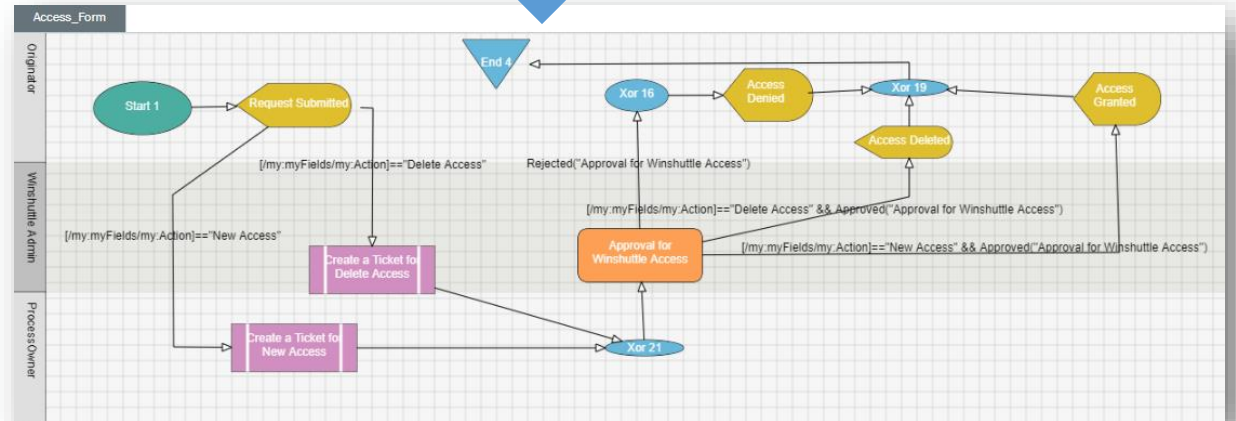 Access_Form
Originator
End 4
Start 1
Request Submitted
Xor 16
Access
Denied
Xor 19
Access
Granted
Access Deleted
[/my:myFields/my:Action]=="Delete Access"
Rejected("Approval for Winshuttle Access")
Winshuttle Admin
[/my:myFields/my:Action]=="Delete Access" && Approved("Approval for Winshuttle Access")
[/my:myFields/my:Action]=="New Access"
Approval for
Winshuttle Access
[/my:myFields/my:Action]=="New Access" && Approved("Approval for Winshuttle Access")
Create a Ticket for
Delete Access
ProcessOwner
Create a Ticket for
New Access
Xor 21